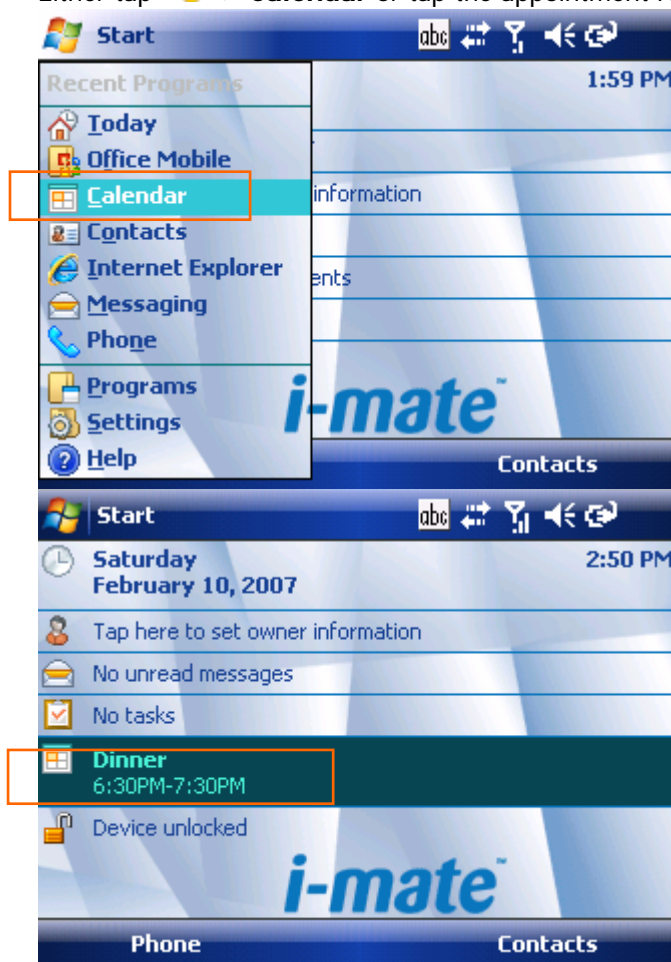 Start
abc
Recent Programs
1:59 PM
Today
Office Mobile
Calendar
information
Contacts
Internet Explorer
ents
Messaging
Phone
Programs
i-mate
Settings
Help
Contacts
Start
abc
Saturday
2:50 PM
February 10, 2007
Tap here to set owner information
No unread messages
No tasks
Dinner
6:30PM-7:30PM
Device unlocked
i-mate
Phone
Contacts